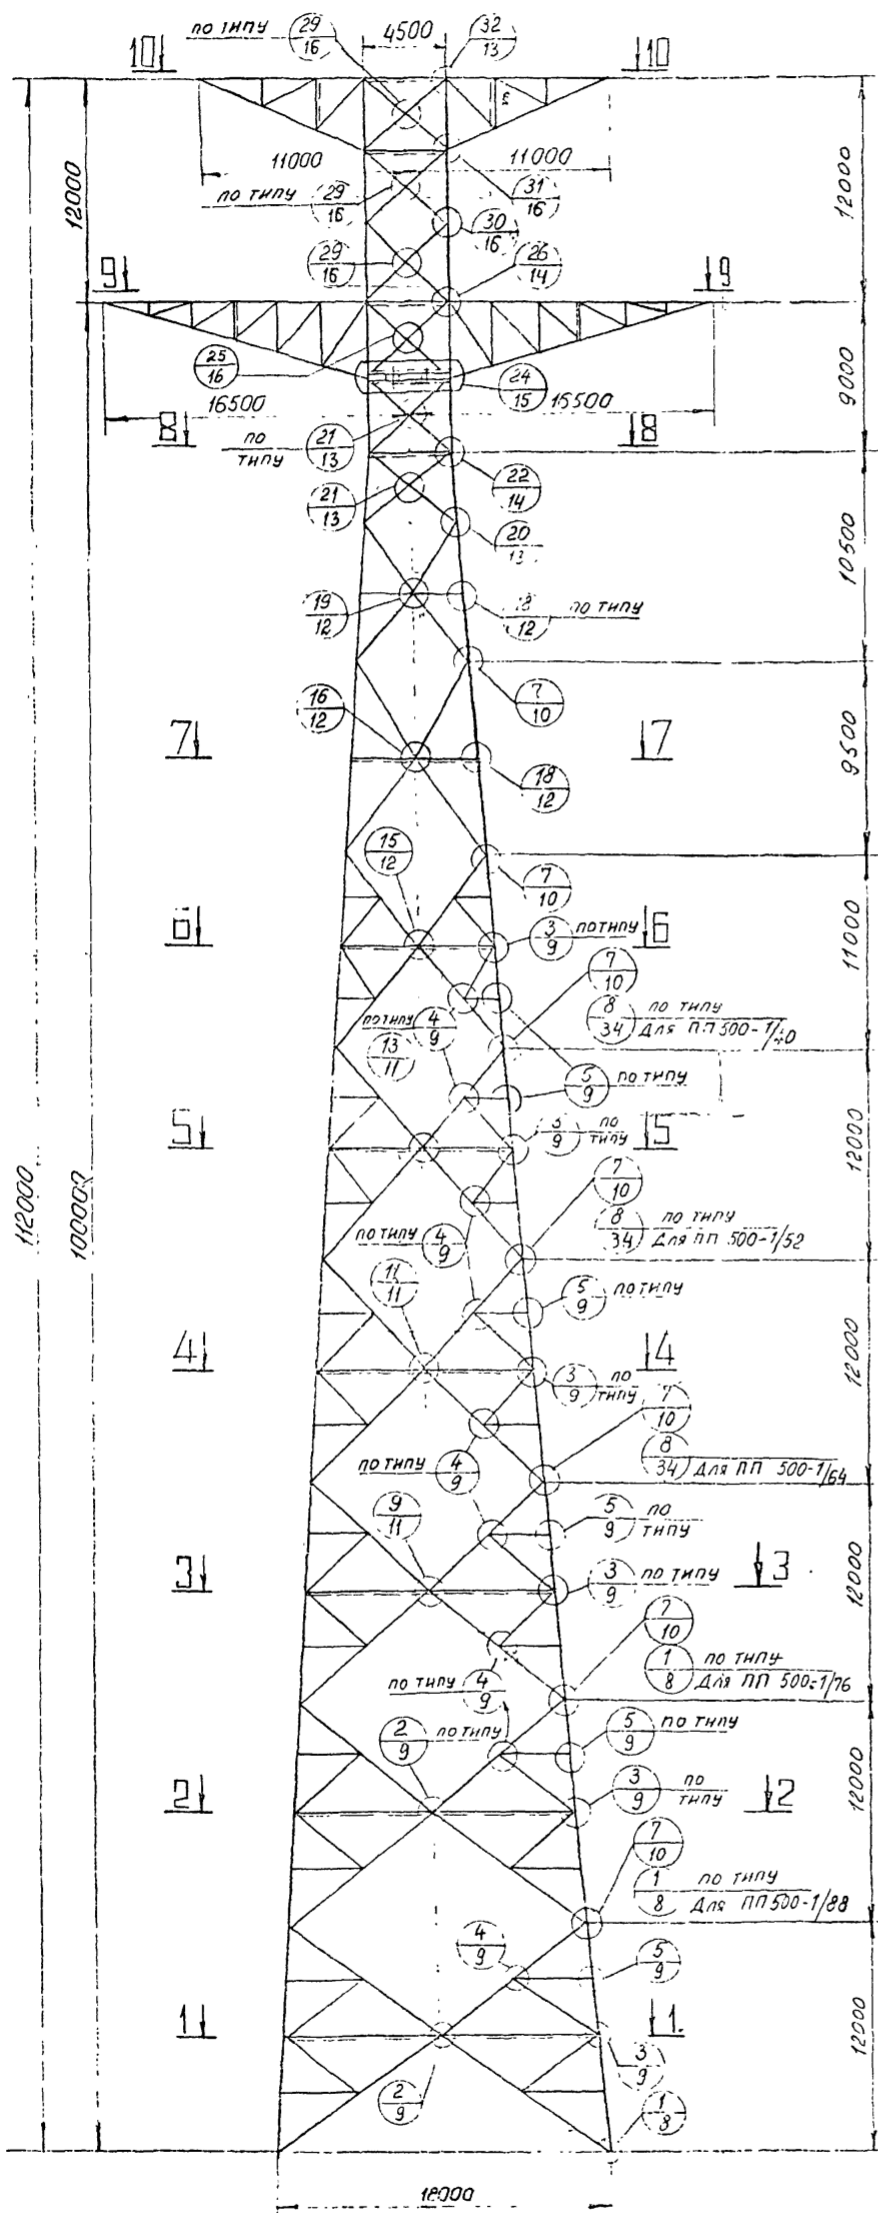 по типу 29/16
4500
32/13
10 10
11000 11000
12000
12000
по типу 29/16
31/16
30/16
29/16
26/14
9 9
25/16
24/15
16500 16500
9000
8 8
по типу 21/13
22/14
21/13
20/13
10500
19/12
18/12 по типу
7/10
16/12
7 7
18/12
9500
15/12
7/10
6 6
3/9 по типу
11000
7/10
8/34 по типу
Для ПП 500-1/40
по типу 4/9
13/11
5/9 по типу
5 5
3/9 по типу
12000
7/10
8/34 по типу
Для ПП 500-1/52
по типу 4/9
11/11
5/9 по типу
4 4
3/9 по типу
12000
7/10
8/34 Для ПП 500-1/64
по типу 4/9
9/11
5/9 по типу
3 3
3/9 по типу
12000
7/10
1/8 по типу
Для ПП 500-1/76
по типу 4/9
2/9 по типу
5/9 по типу
2 2
3/9 по типу
12000
7/10
1/8 по типу
Для ПП 500-1/88
4/9
5/9
1 1
3/9
12000
2/9
1/8
112000
100000
18000